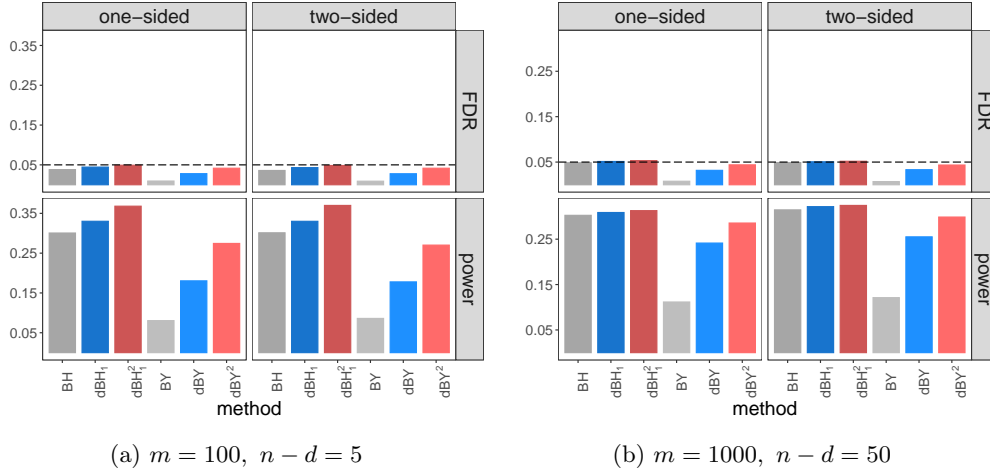 one−sided two−sided
0.35
0.25
0.15
0.05
FDR
0.35
0.25
0.15
0.05
power
BH dBH₁ dBH₁² BY dBY dBY² BH dBH₁ dBH₁² BY dBY dBY²
method
(a) m = 100, n − d = 5
one−sided two−sided
0.25
0.15
0.05
FDR
0.25
0.15
0.05
power
BH dBH₁ dBH₁² BY dBY dBY² BH dBH₁ dBH₁² BY dBY dBY²
method
(b) m = 1000, n − d = 50